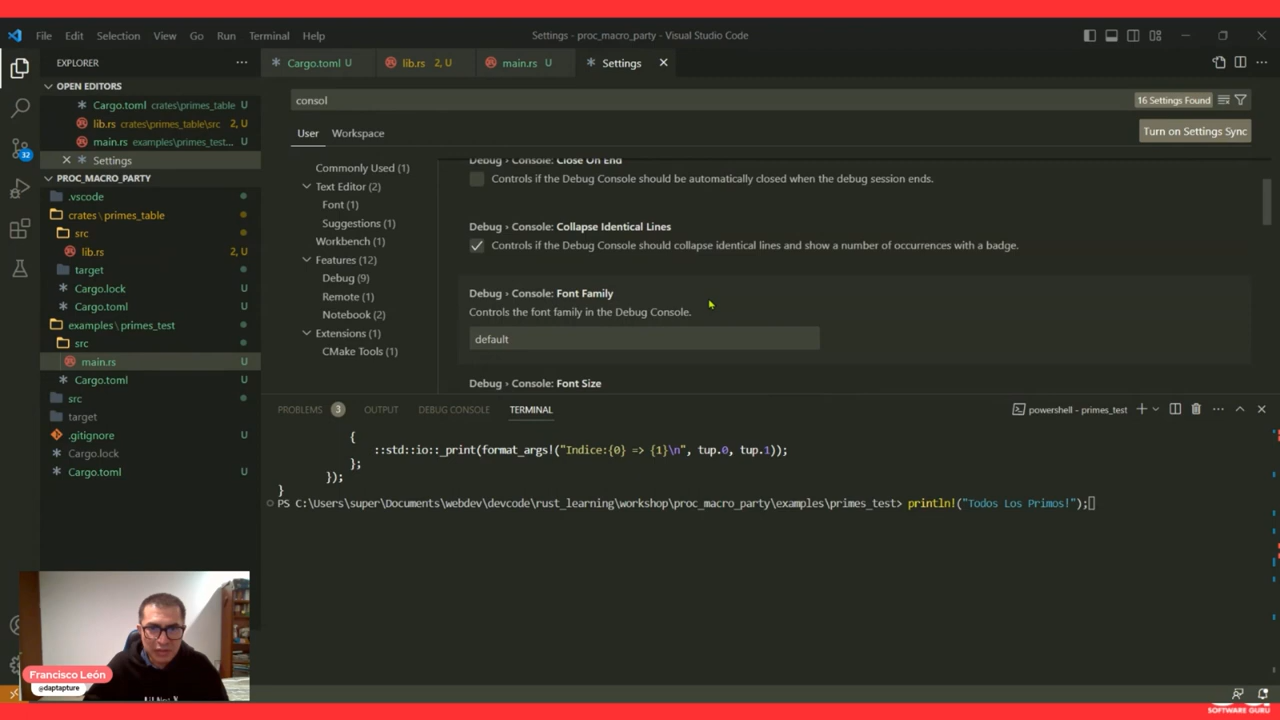 File Edit Selection View Go Run Terminal Help
Settings - proc_macro_party - Visual Studio Code
EXPLORER
OPEN EDITORS
Cargo.toml crates\primes_table U
lib.rs crates\primes_table\src 2, U
main.rs examples\primes_test... U
Settings
PROC_MACRO_PARTY
.vscode
crates \ primes_table
src
lib.rs 2, U
target
Cargo.lock U
Cargo.toml U
examples \ primes_test
src
main.rs U
Cargo.toml U
src
target
.gitignore U
Cargo.lock
Cargo.toml U
32
Cargo.toml U
lib.rs 2, U
main.rs U
Settings
consol
16 Settings Found
User Workspace
Turn on Settings Sync
Commonly Used (1)
Text Editor (2)
Font (1)
Suggestions (1)
Workbench (1)
Features (12)
Debug (9)
Remote (1)
Notebook (2)
Extensions (1)
CMake Tools (1)
Debug › Console: Close On End
Controls if the Debug Console should be automatically closed when the debug session ends.
Debug › Console: Collapse Identical Lines
Controls if the Debug Console should collapse identical lines and show a number of occurrences with a badge.
Debug › Console: Font Family
Controls the font family in the Debug Console.
default
Debug › Console: Font Size
PROBLEMS 3 OUTPUT DEBUG CONSOLE TERMINAL
powershell - primes_test
{
::std::io::_print(format_args!("Indice:{0} => {1}\n", tup.0, tup.1));
};
});
}
PS C:\Users\super\Documents\webdev\devcode\rust_learning\workshop\proc_macro_party\examples\primes_test> println!("Todos Los Primos!");
Francisco León
@daptapture
SOFTWARE GURU